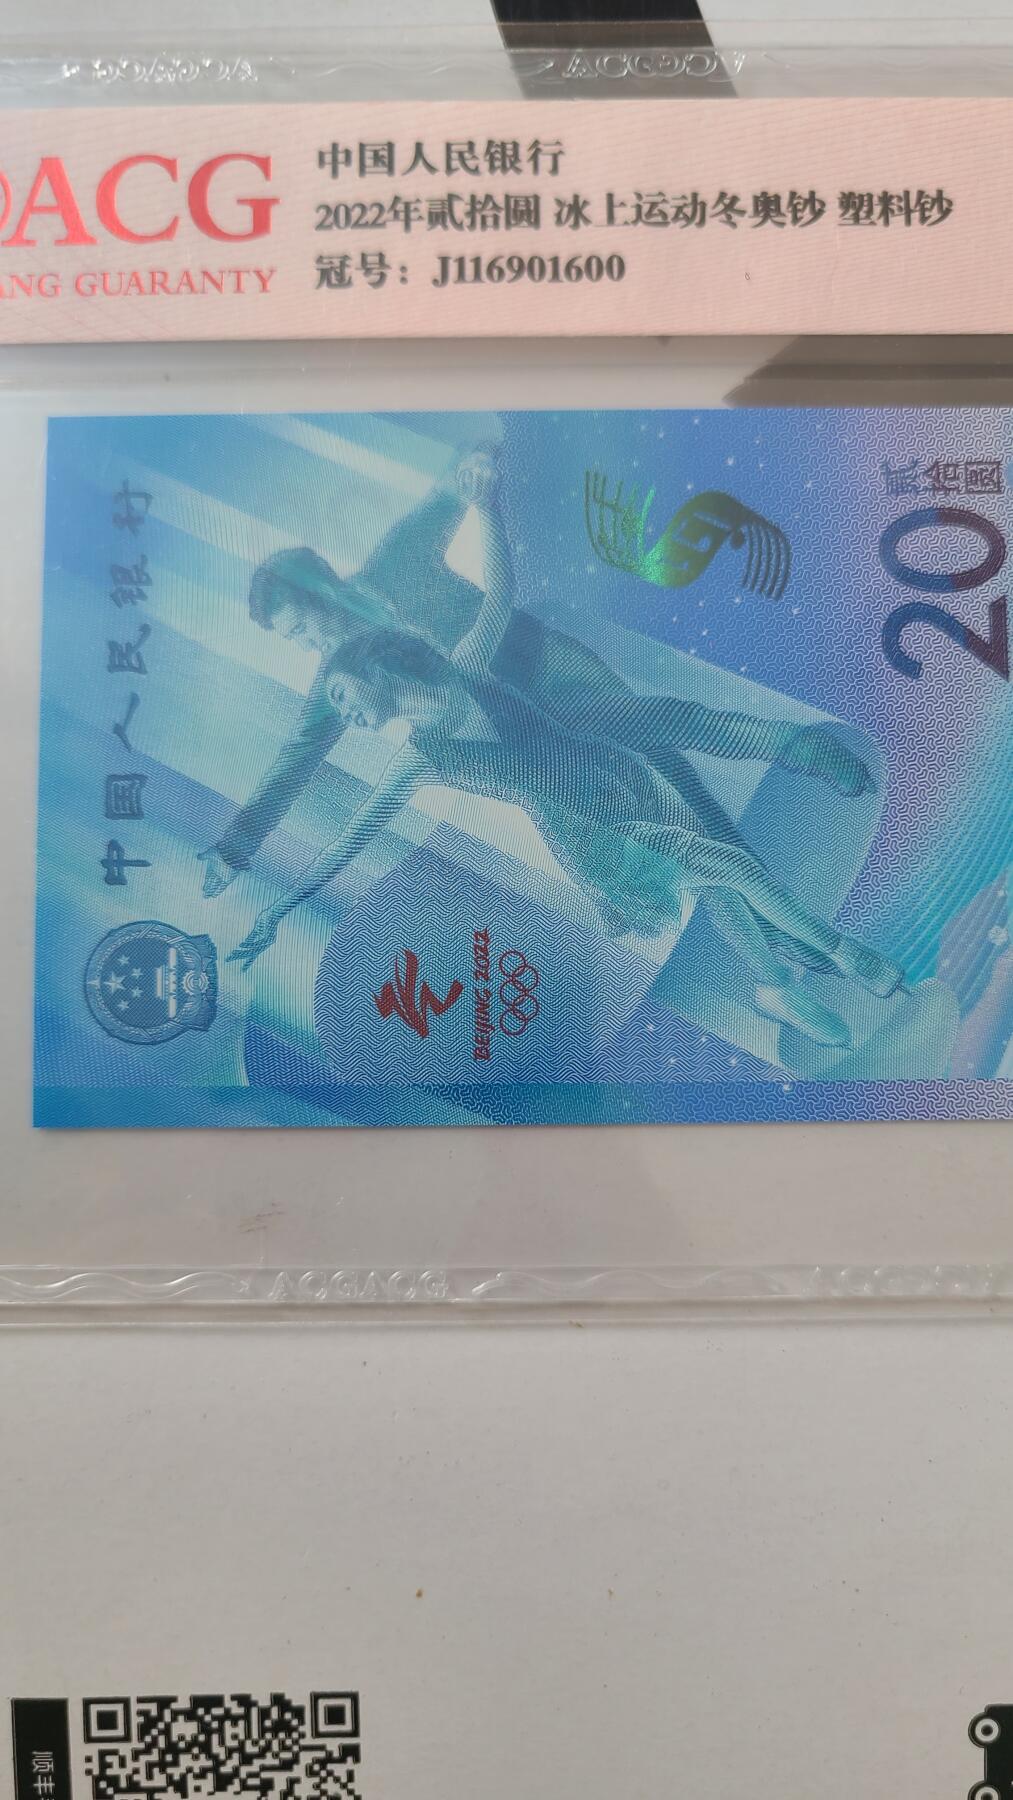 ACG
ANG GUARANTY
中国人民银行
2022年贰拾圆 冰上运动冬奥钞 塑料钞
冠号：J116901600
中国人民银行
贰拾圆
20
BEIJING 2022
ACGACG
顺丰